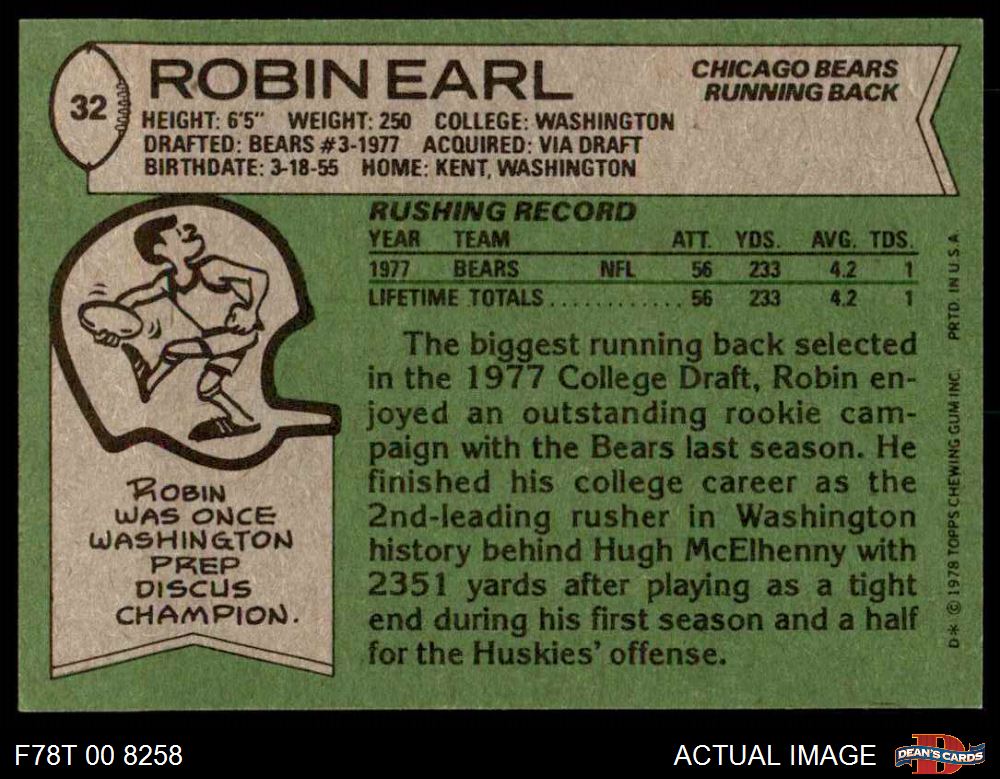 32
ROBIN EARL
CHICAGO BEARS
RUNNING BACK
HEIGHT: 6'5" WEIGHT: 250 COLLEGE: WASHINGTON
DRAFTED: BEARS #3-1977 ACQUIRED: VIA DRAFT
BIRTHDATE: 3-18-55 HOME: KENT, WASHINGTON
RUSHING RECORD
YEAR TEAM ATT. YDS. AVG. TDS.
1977 BEARS NFL 56 233 4.2 1
LIFETIME TOTALS............ 56 233 4.2 1
The biggest running back selected
in the 1977 College Draft, Robin en-
joyed an outstanding rookie cam-
paign with the Bears last season. He
finished his college career as the
2nd-leading rusher in Washington
history behind Hugh McElhenny with
2351 yards after playing as a tight
end during his first season and a half
for the Huskies' offense.
ROBIN
WAS ONCE
WASHINGTON
PREP
DISCUS
CHAMPION.
D* © 1978 TOPPS CHEWING GUM INC. PRTD. IN U.S.A.
F78T 00 8258
ACTUAL IMAGE
D
DEAN'S CARDS